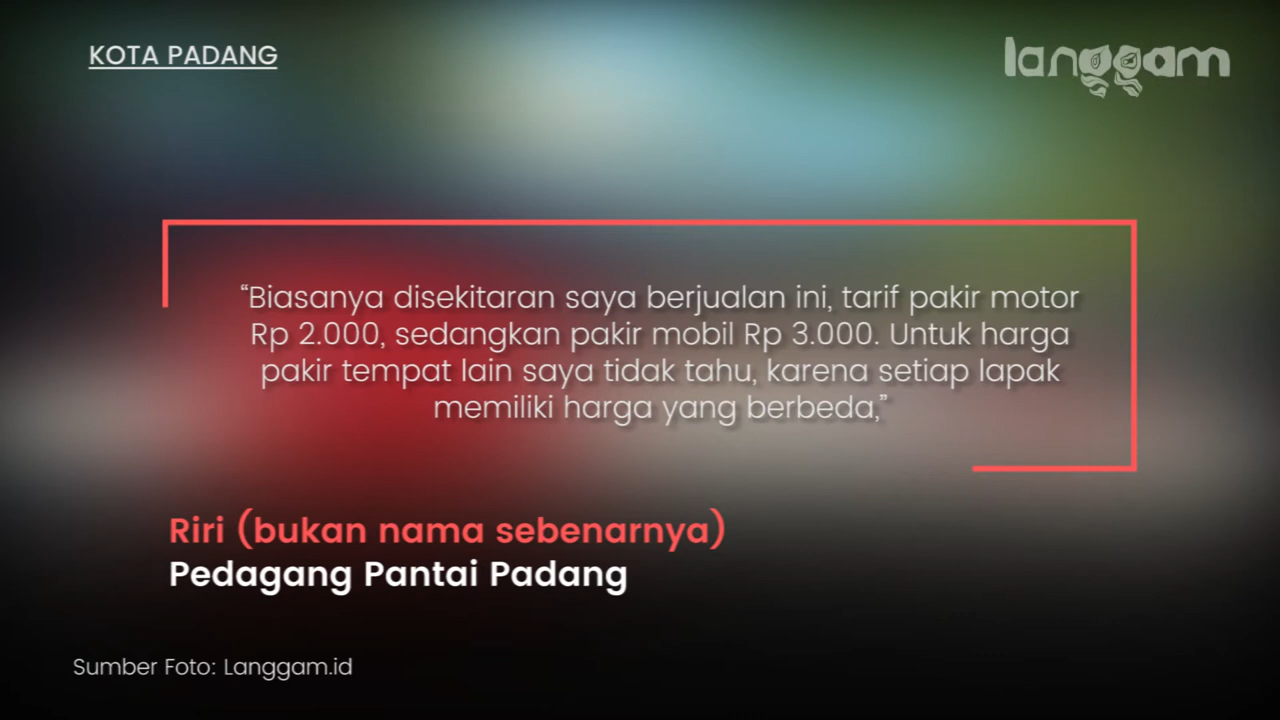 KOTA PADANG
langgam
“Biasanya disekitaran saya berjualan ini, tarif pakir motor
Rp 2.000, sedangkan pakir mobil Rp 3.000. Untuk harga
pakir tempat lain saya tidak tahu, karena setiap lapak
memiliki harga yang berbeda,”
Riri (bukan nama sebenarnya)
Pedagang Pantai Padang
Sumber Foto: Langgam.id